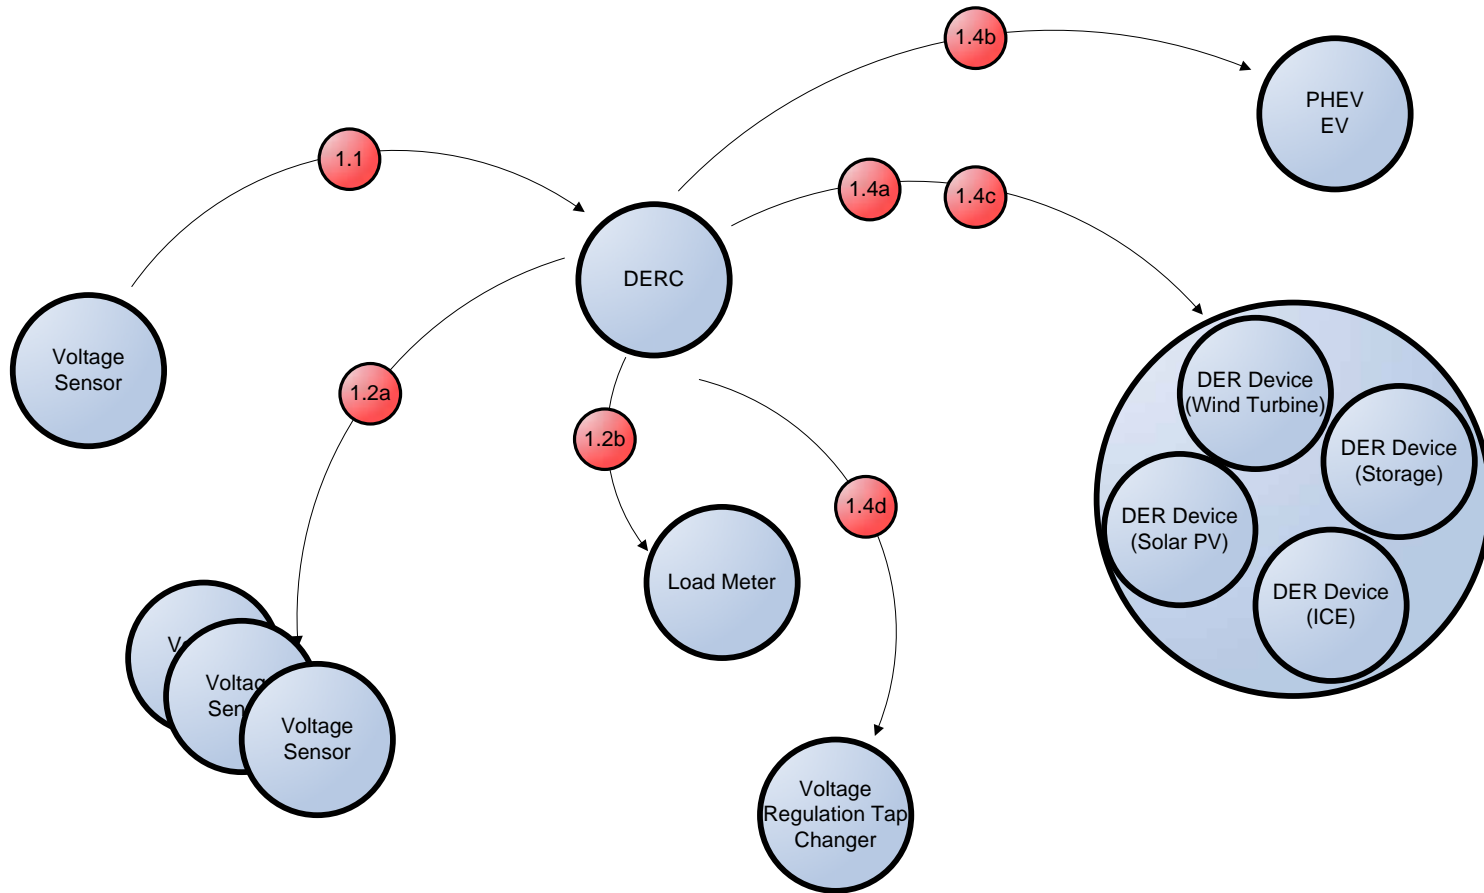 1.4b
PHEV
EV
1.1
1.4a
1.4c
DERC
Voltage
Sensor
1.2a
1.2b
1.4d
DER Device
(Wind Turbine)
DER Device
(Storage)
DER Device
(Solar PV)
DER Device
(ICE)
Load Meter
Voltage
Sensor
Voltage
Regulation Tap
Changer